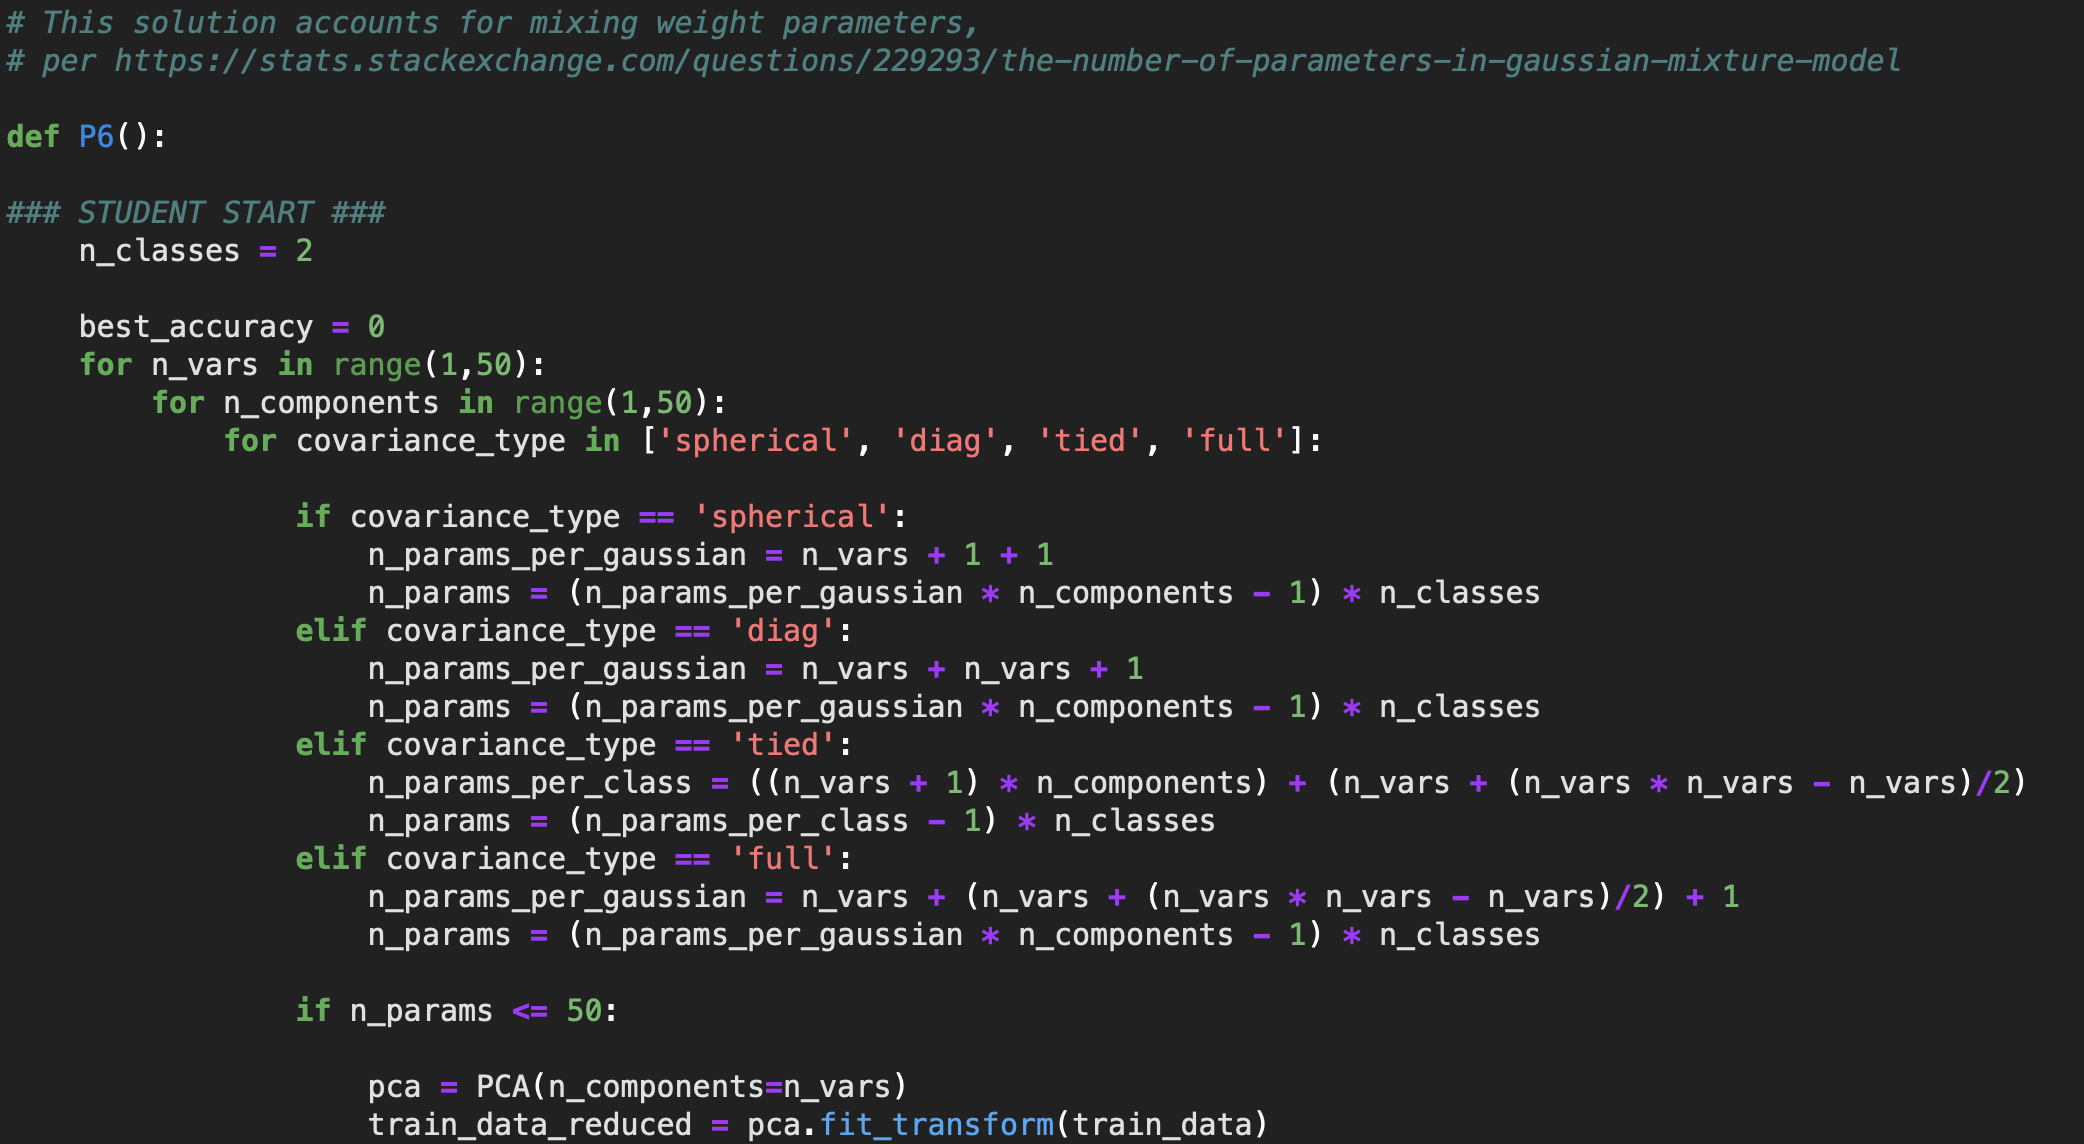 # This solution accounts for mixing weight parameters,
# per https://stats.stackexchange.com/questions/229293/the-number-of-parameters-in-gaussian-mixture-model

def P6():

### STUDENT START ###
    n_classes = 2

    best_accuracy = 0
    for n_vars in range(1,50):
        for n_components in range(1,50):
            for covariance_type in ['spherical', 'diag', 'tied', 'full']:

                if covariance_type == 'spherical':
                    n_params_per_gaussian = n_vars + 1 + 1
                    n_params = (n_params_per_gaussian * n_components - 1) * n_classes
                elif covariance_type == 'diag':
                    n_params_per_gaussian = n_vars + n_vars + 1
                    n_params = (n_params_per_gaussian * n_components - 1) * n_classes
                elif covariance_type == 'tied':
                    n_params_per_class = ((n_vars + 1) * n_components) + (n_vars + (n_vars * n_vars - n_vars)/2)
                    n_params = (n_params_per_class - 1) * n_classes
                elif covariance_type == 'full':
                    n_params_per_gaussian = n_vars + (n_vars + (n_vars * n_vars - n_vars)/2) + 1
                    n_params = (n_params_per_gaussian * n_components - 1) * n_classes

                if n_params <= 50:

                    pca = PCA(n_components=n_vars)
                    train_data_reduced = pca.fit_transform(train_data)